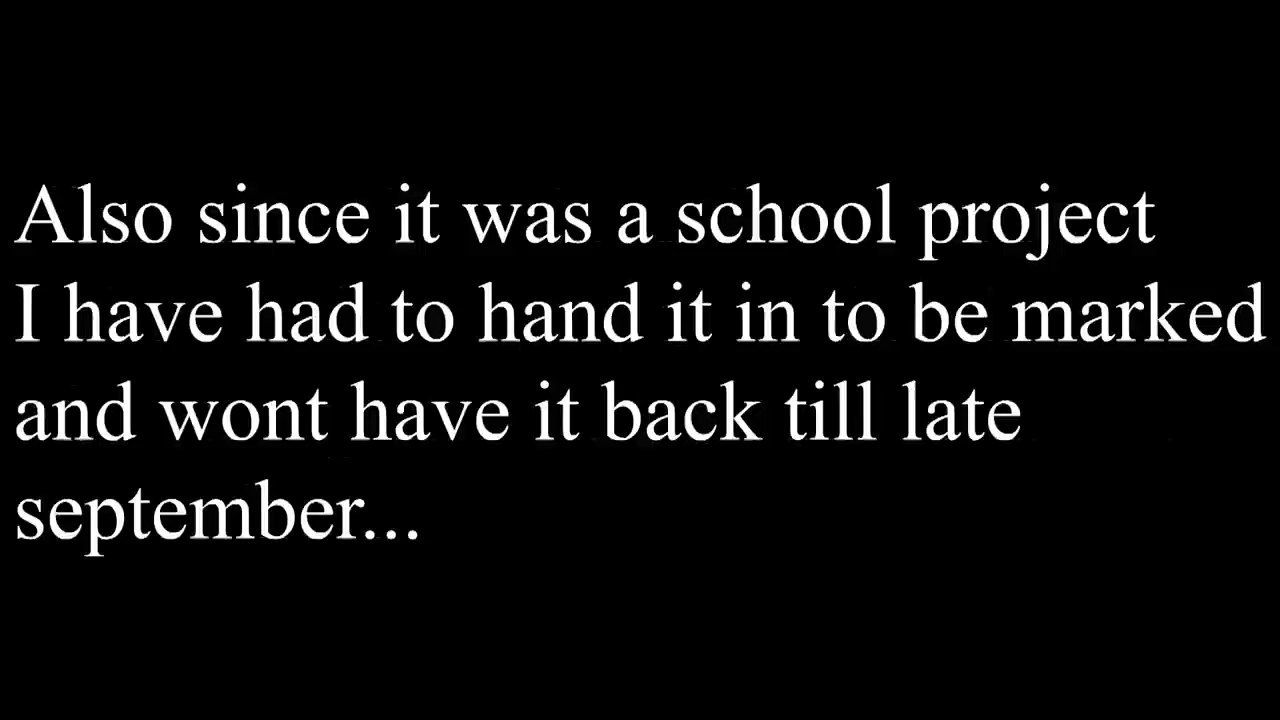 Also since it was a school project
I have had to hand it in to be marked
and wont have it back till late
september...